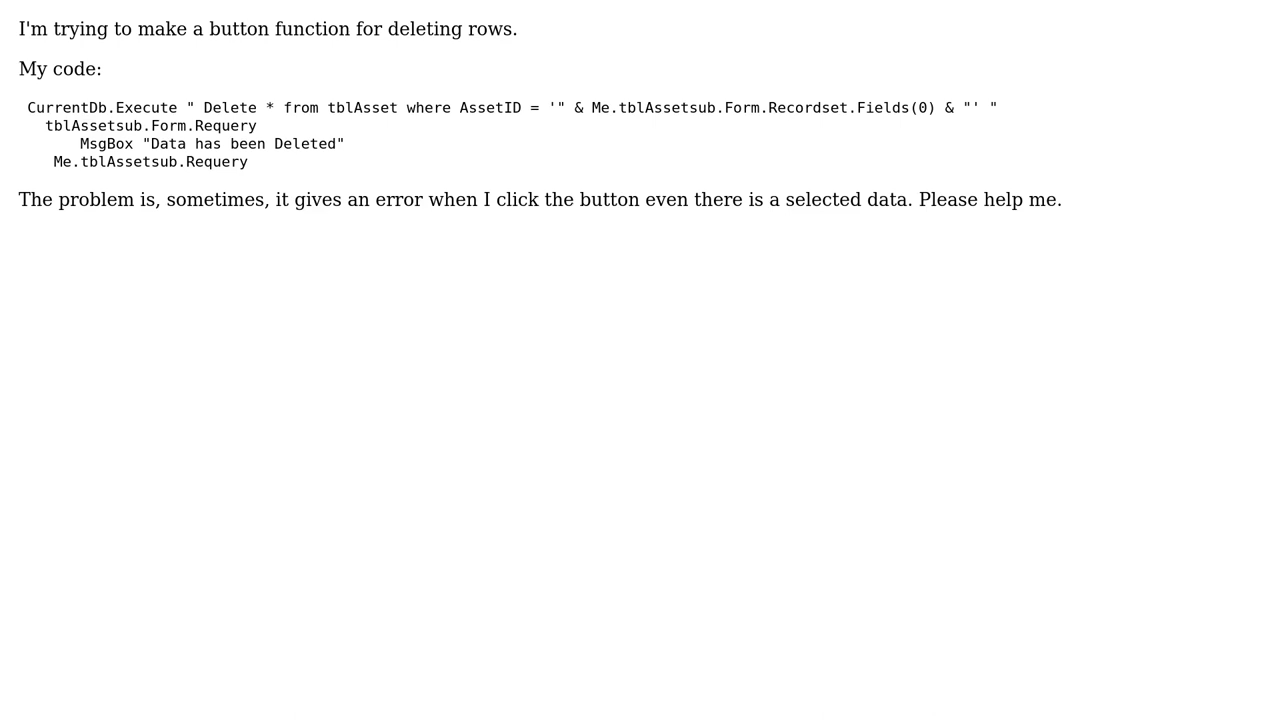 I'm trying to make a button function for deleting rows.
My code:
CurrentDb.Execute " Delete * from tblAsset where AssetID = '" & Me.tblAssetsub.Form.Recordset.Fields(0) & "' "
tblAssetsub.Form.Requery
MsgBox "Data has been Deleted"
Me.tblAssetsub.Requery
The problem is, sometimes, it gives an error when I click the button even there is a selected data. Please help me.